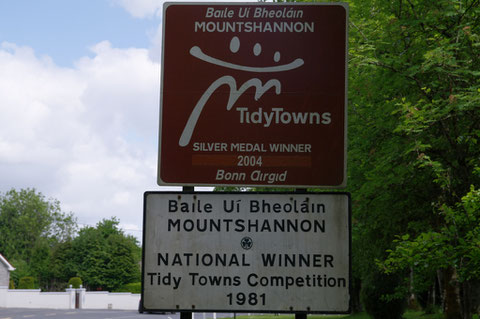 Baile Uí Bheoláin
MOUNTSHANNON
TidyTowns
SILVER MEDAL WINNER
2004
Bonn Airgid
Baile Uí Bheoláin
MOUNTSHANNON
NATIONAL WINNER
Tidy Towns Competition
1981